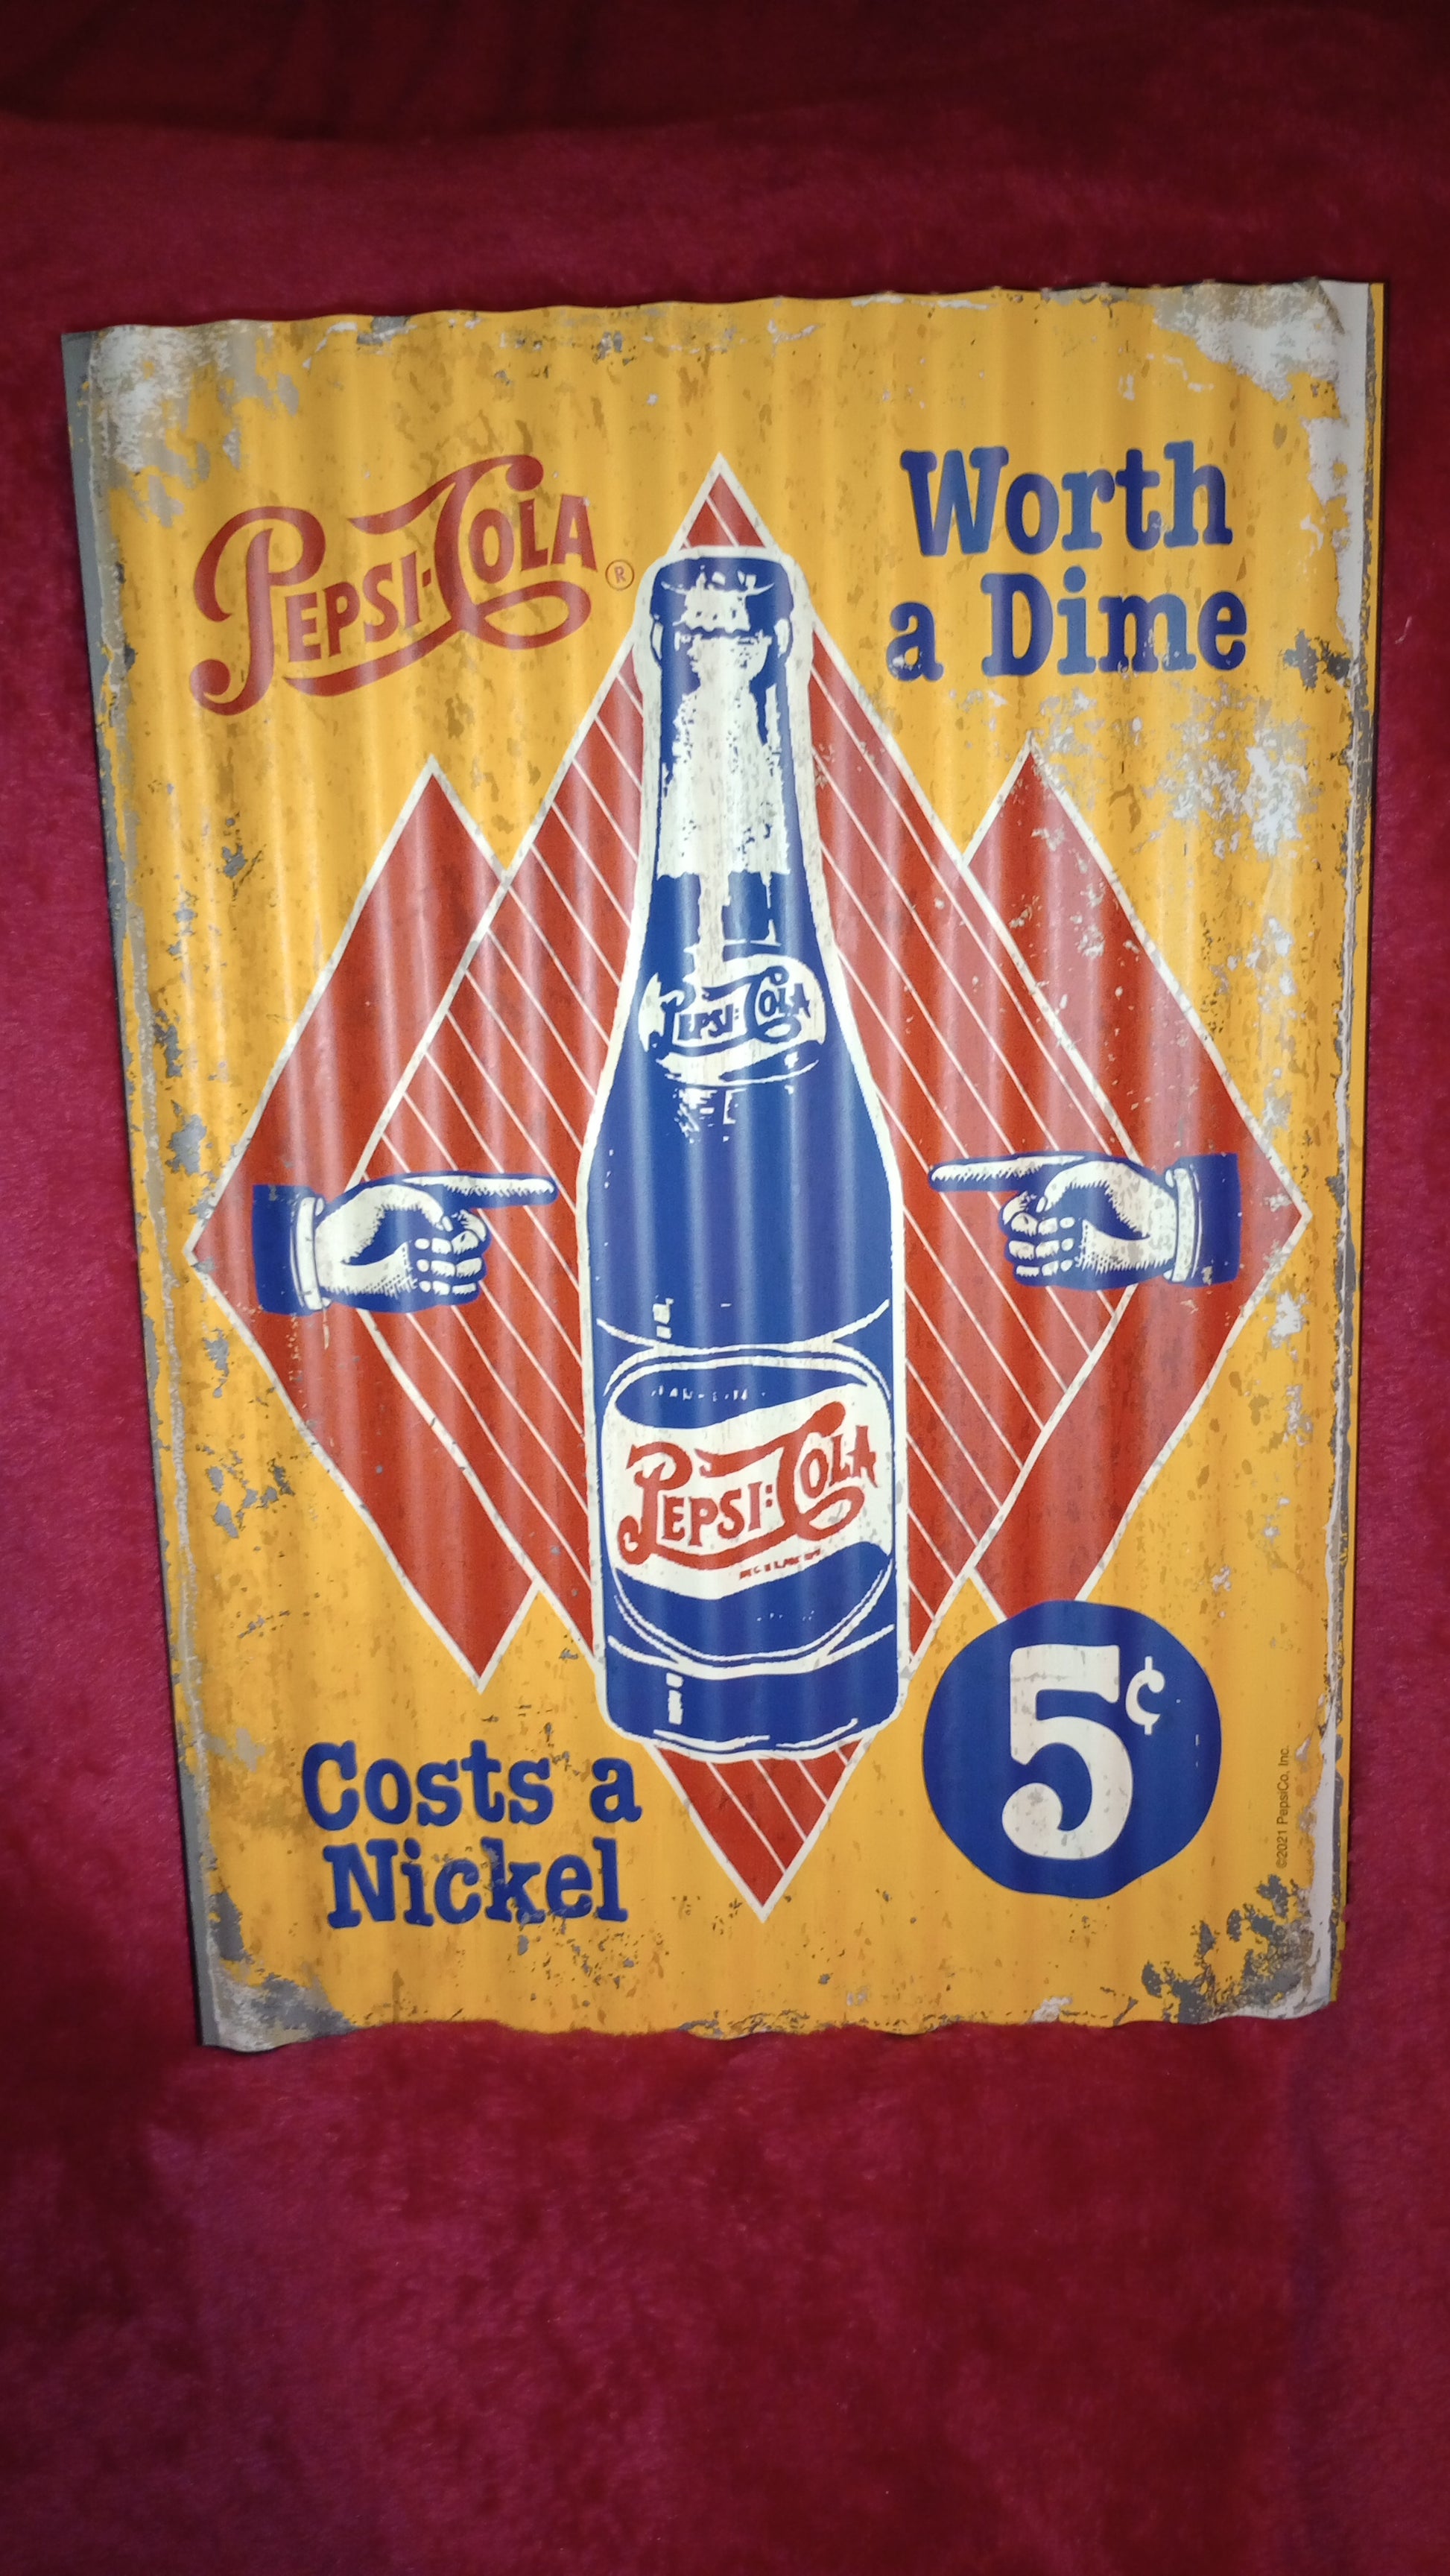 PEPSI-COLA®
Worth
a Dime
PEPSI-COLA
PEPSI:COLA
Costs a
Nickel
5¢
©2021 PepsiCo, Inc.